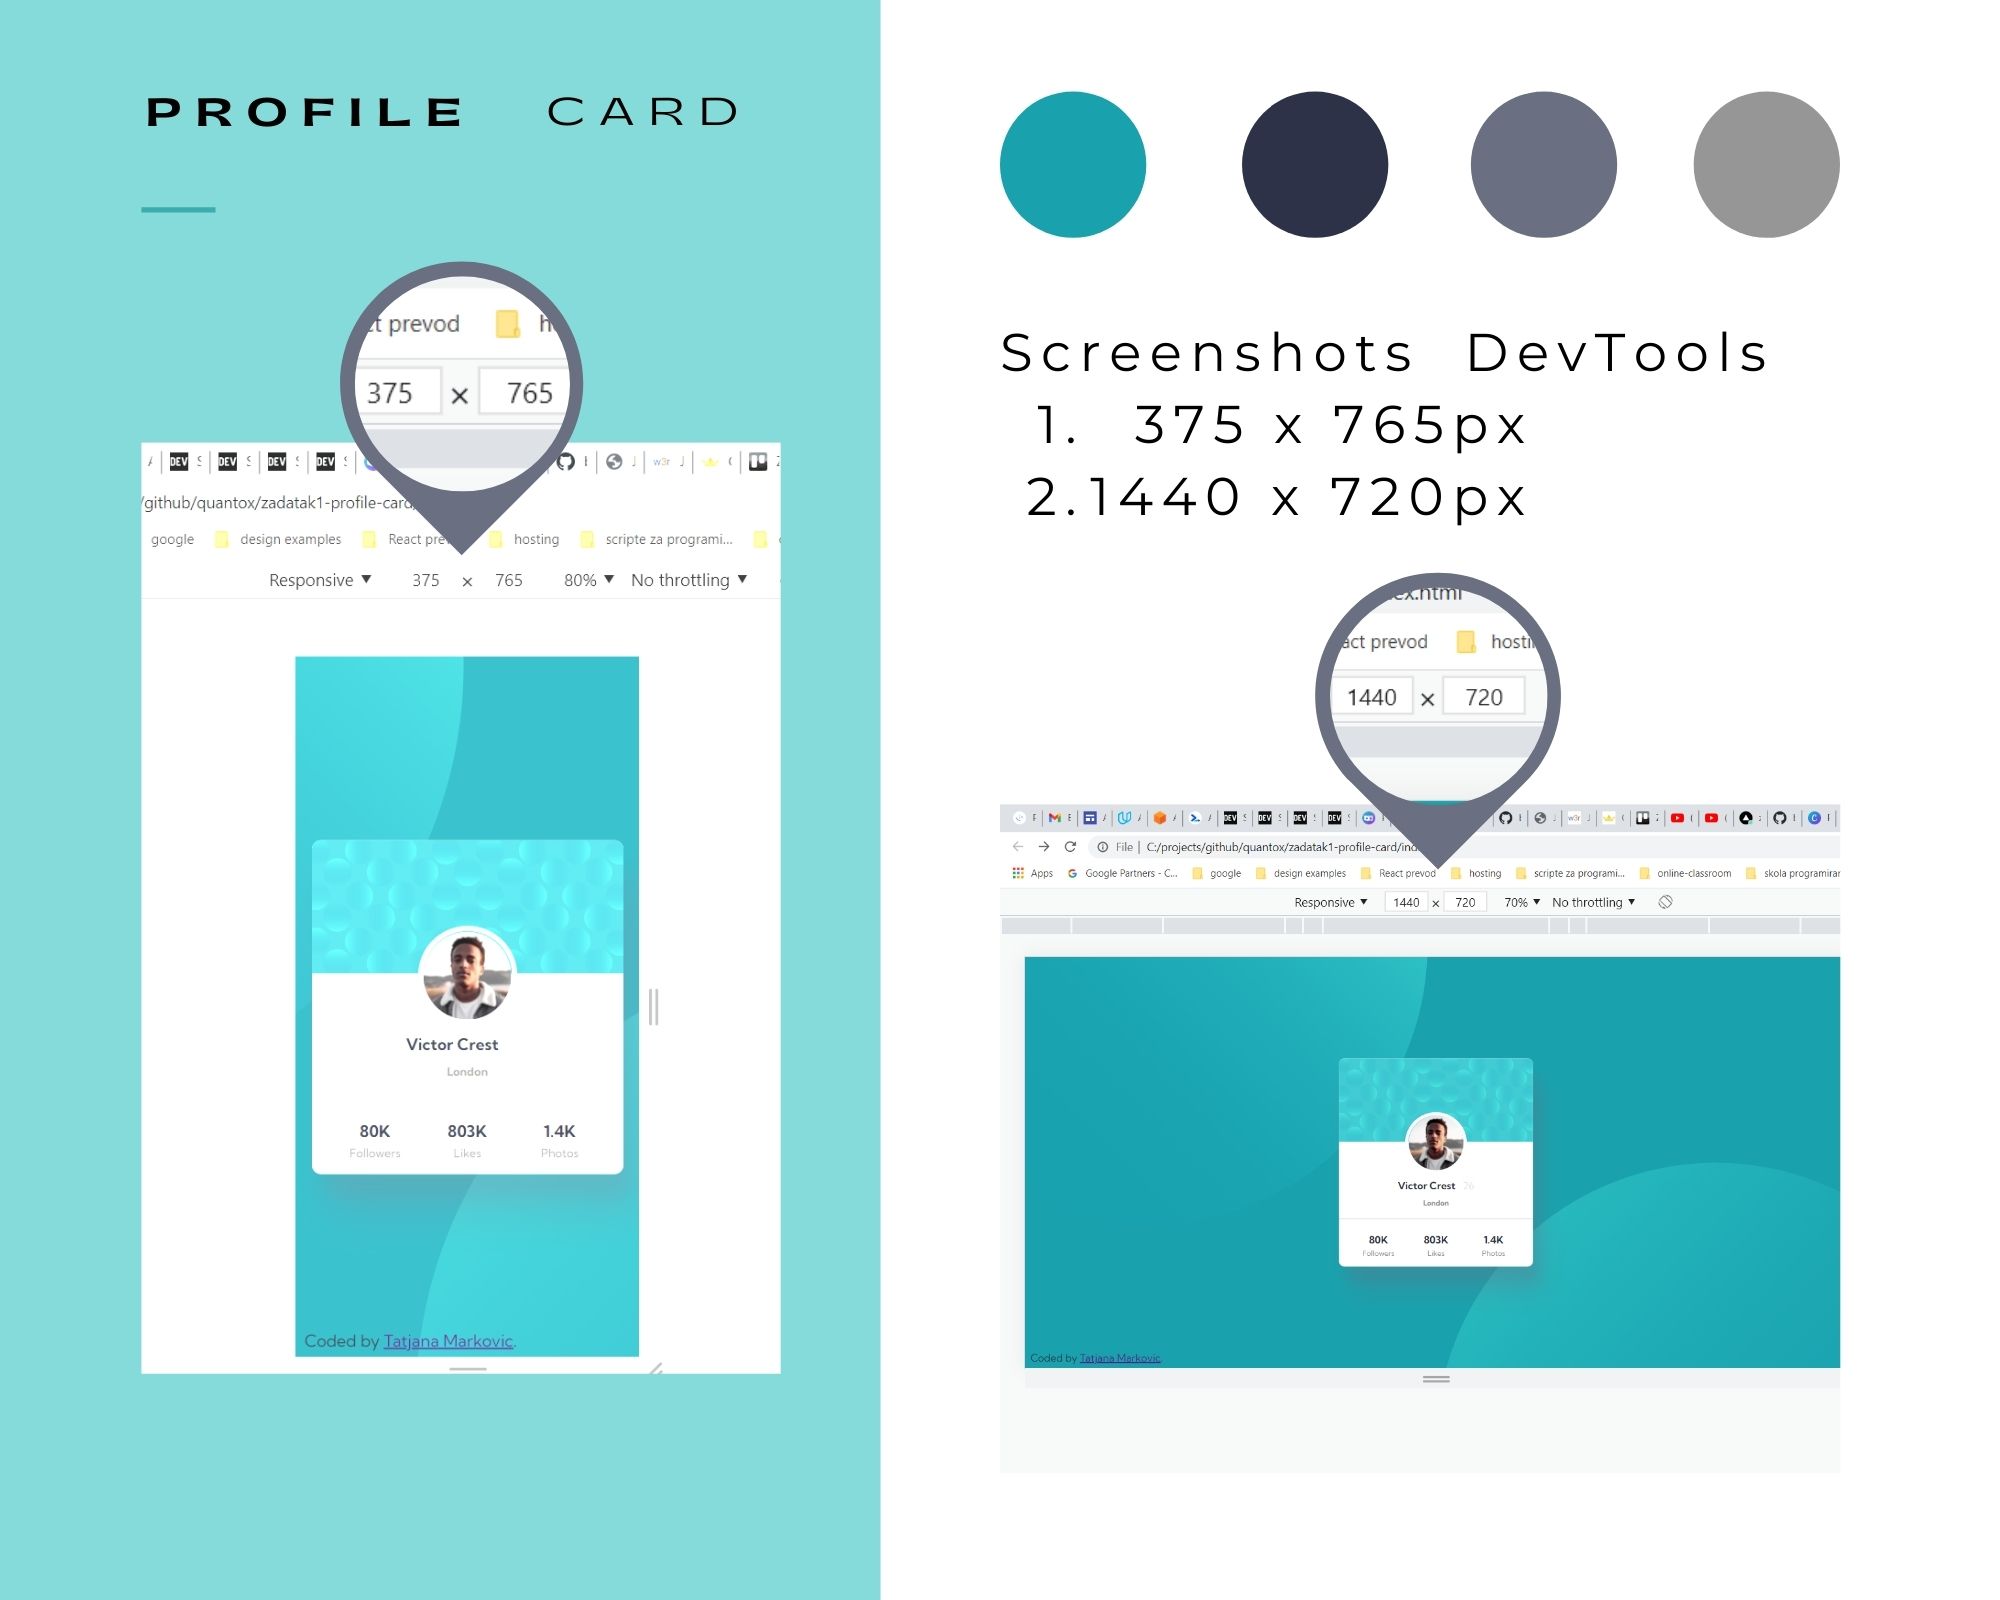 PROFILE CARD
ct prevod
375 × 765
/github/quantox/zadatak1-profile-card/
google design examples React prev hosting scripte za programi...
Responsive 375 × 765 80% No throttling
Victor Crest
London
80K 803K 1.4K
Followers Likes Photos
Coded by Tatjana Markovic.
Screenshots DevTools
1. 375 x 765px
2.1440 x 720px
ex.html
act prevod hosti
1440 × 720
File | C:/projects/github/quantox/zadatak1-profile-card/ind
Apps Google Partners - C... google design examples React prevod hosting scripte za programi... online-classroom skola programiran
Responsive 1440 × 720 70% No throttling
Victor Crest 26
London
80K 803K 1.4K
Followers Likes Photos
Coded by Tatjana Markovic.